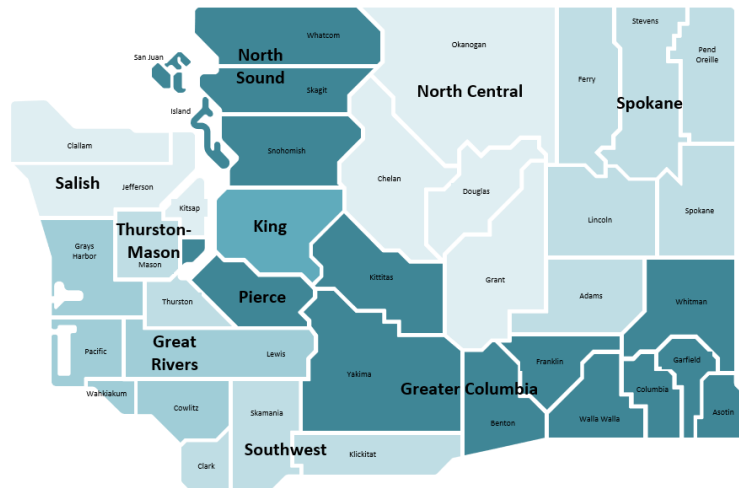 Stevens
Whatcom
Okanogan
Pend
Oreille
San Juan
North
Sound
Ferry
Skagit
North Central
Spokane
Island
Clallam
Snohomish
Chelan
Douglas
Salish
Jefferson
Kitsap
Lincoln
Spokane
Thurston-
Mason
King
Grays
Harbor
Mason
Kittitas
Grant
Pierce
Thurston
Adams
Whitman
Great
Rivers
Pacific
Lewis
Yakima
Franklin
Garfield
Greater Columbia
Wahkiakum
Columbia
Cowlitz
Skamania
Benton
Walla Walla
Asotin
Southwest
Klickitat
Clark